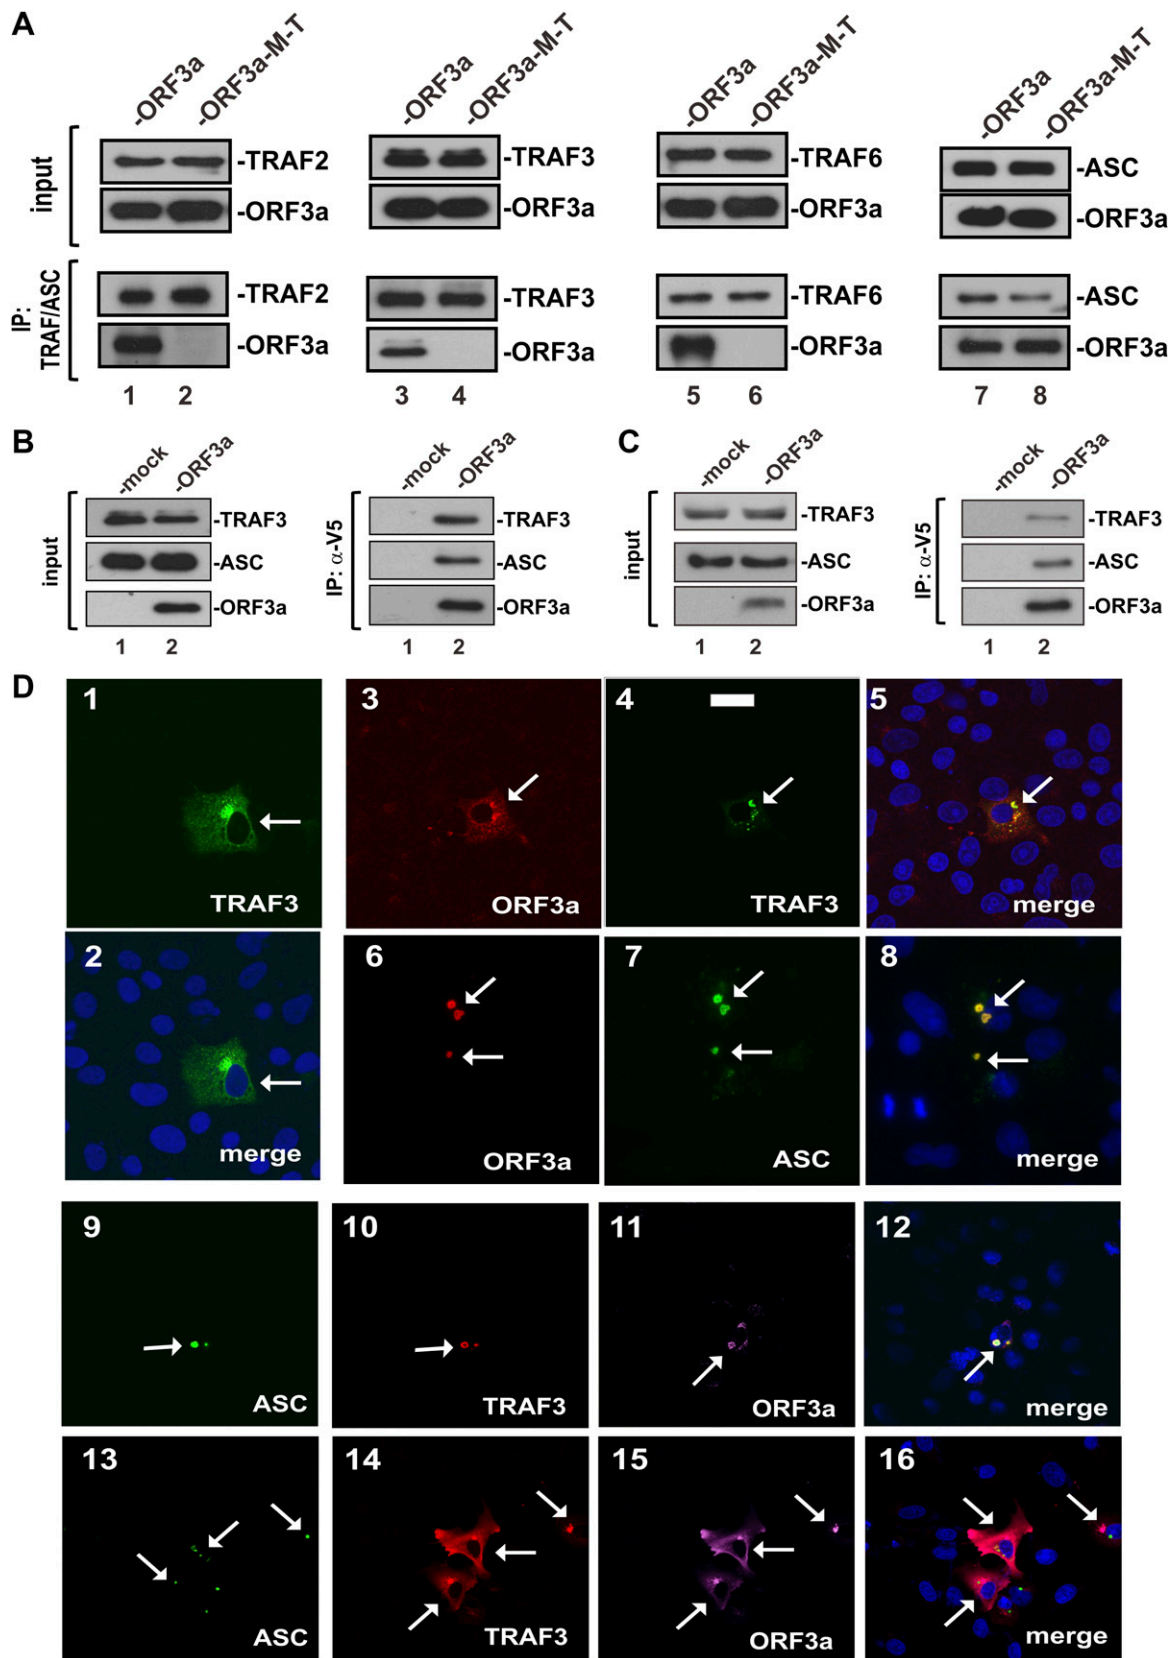 A
-ORF3a -ORF3a-M-T -ORF3a -ORF3a-M-T -ORF3a -ORF3a-M-T -ORF3a -ORF3a-M-T
input
-TRAF2 -TRAF3 -TRAF6 -ASC
-ORF3a -ORF3a -ORF3a -ORF3a
IP:
TRAF/ASC
-TRAF2 -TRAF3 -TRAF6 -ASC
-ORF3a -ORF3a -ORF3a -ORF3a
1 2 3 4 5 6 7 8
B
-mock -ORF3a -mock -ORF3a
input
-TRAF3
-ASC
-ORF3a
1 2
IP: α-V5
-TRAF3
-ASC
-ORF3a
1 2
C
-mock -ORF3a -mock -ORF3a
input
-TRAF3
-ASC
-ORF3a
1 2
IP: α-V5
-TRAF3
-ASC
-ORF3a
1 2
D
1 3 4 5
TRAF3 ORF3a TRAF3 merge
2 6 7 8
merge ORF3a ASC merge
9 10 11 12
ASC TRAF3 ORF3a merge
13 14 15 16
ASC TRAF3 ORF3a merge